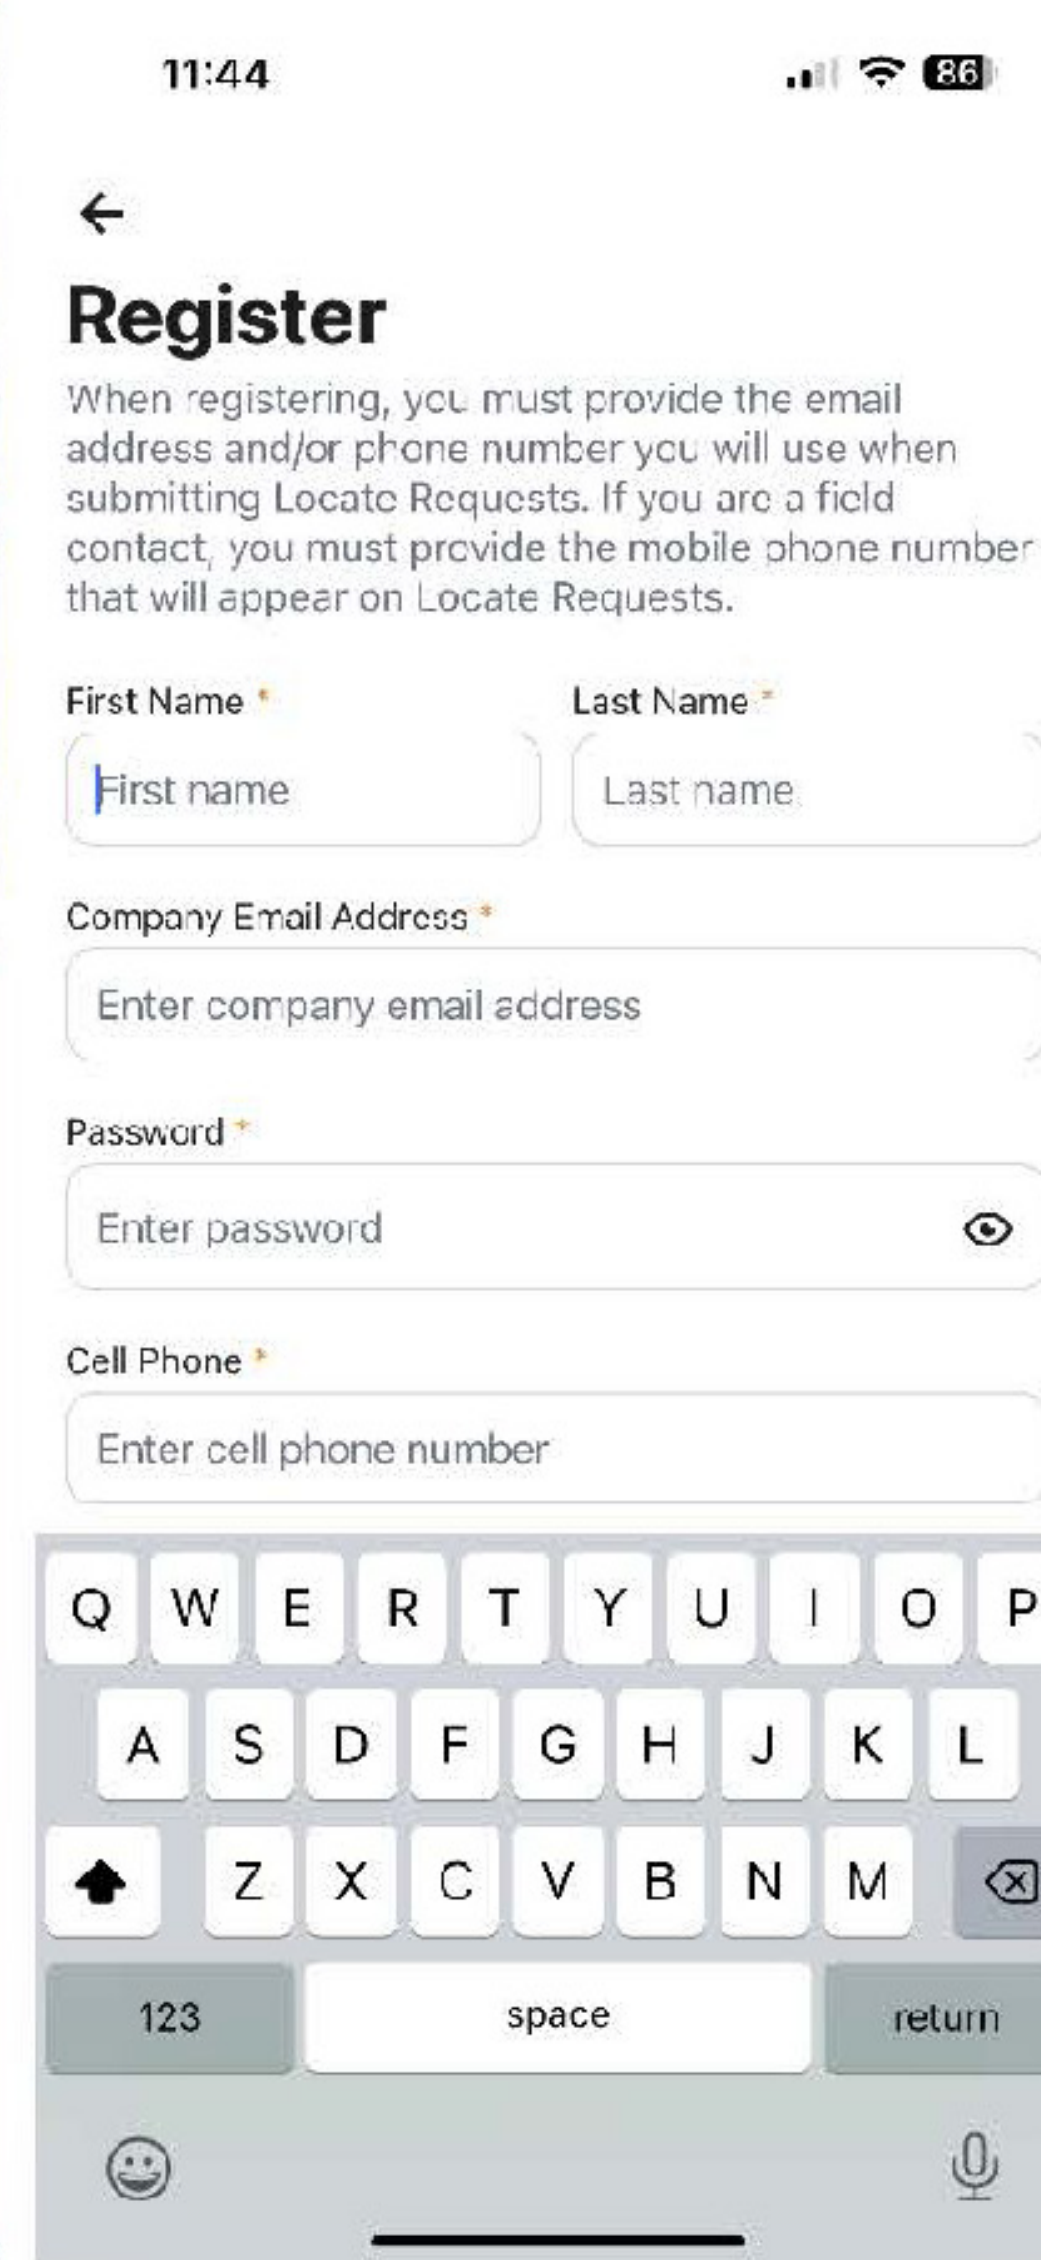 11:44
86
Register
When registering, you must provide the email
address and/or phone number you will use when
submitting Locate Requests. If you are a field
contact, you must provide the mobile phone number
that will appear on Locate Requests.
First Name * Last Name *
First name Last name
Company Email Address *
Enter company email address
Password *
Enter password
Cell Phone *
Enter cell phone number
Q W E R T Y U I O P
A S D F G H J K L
Z X C V B N M
123 space return